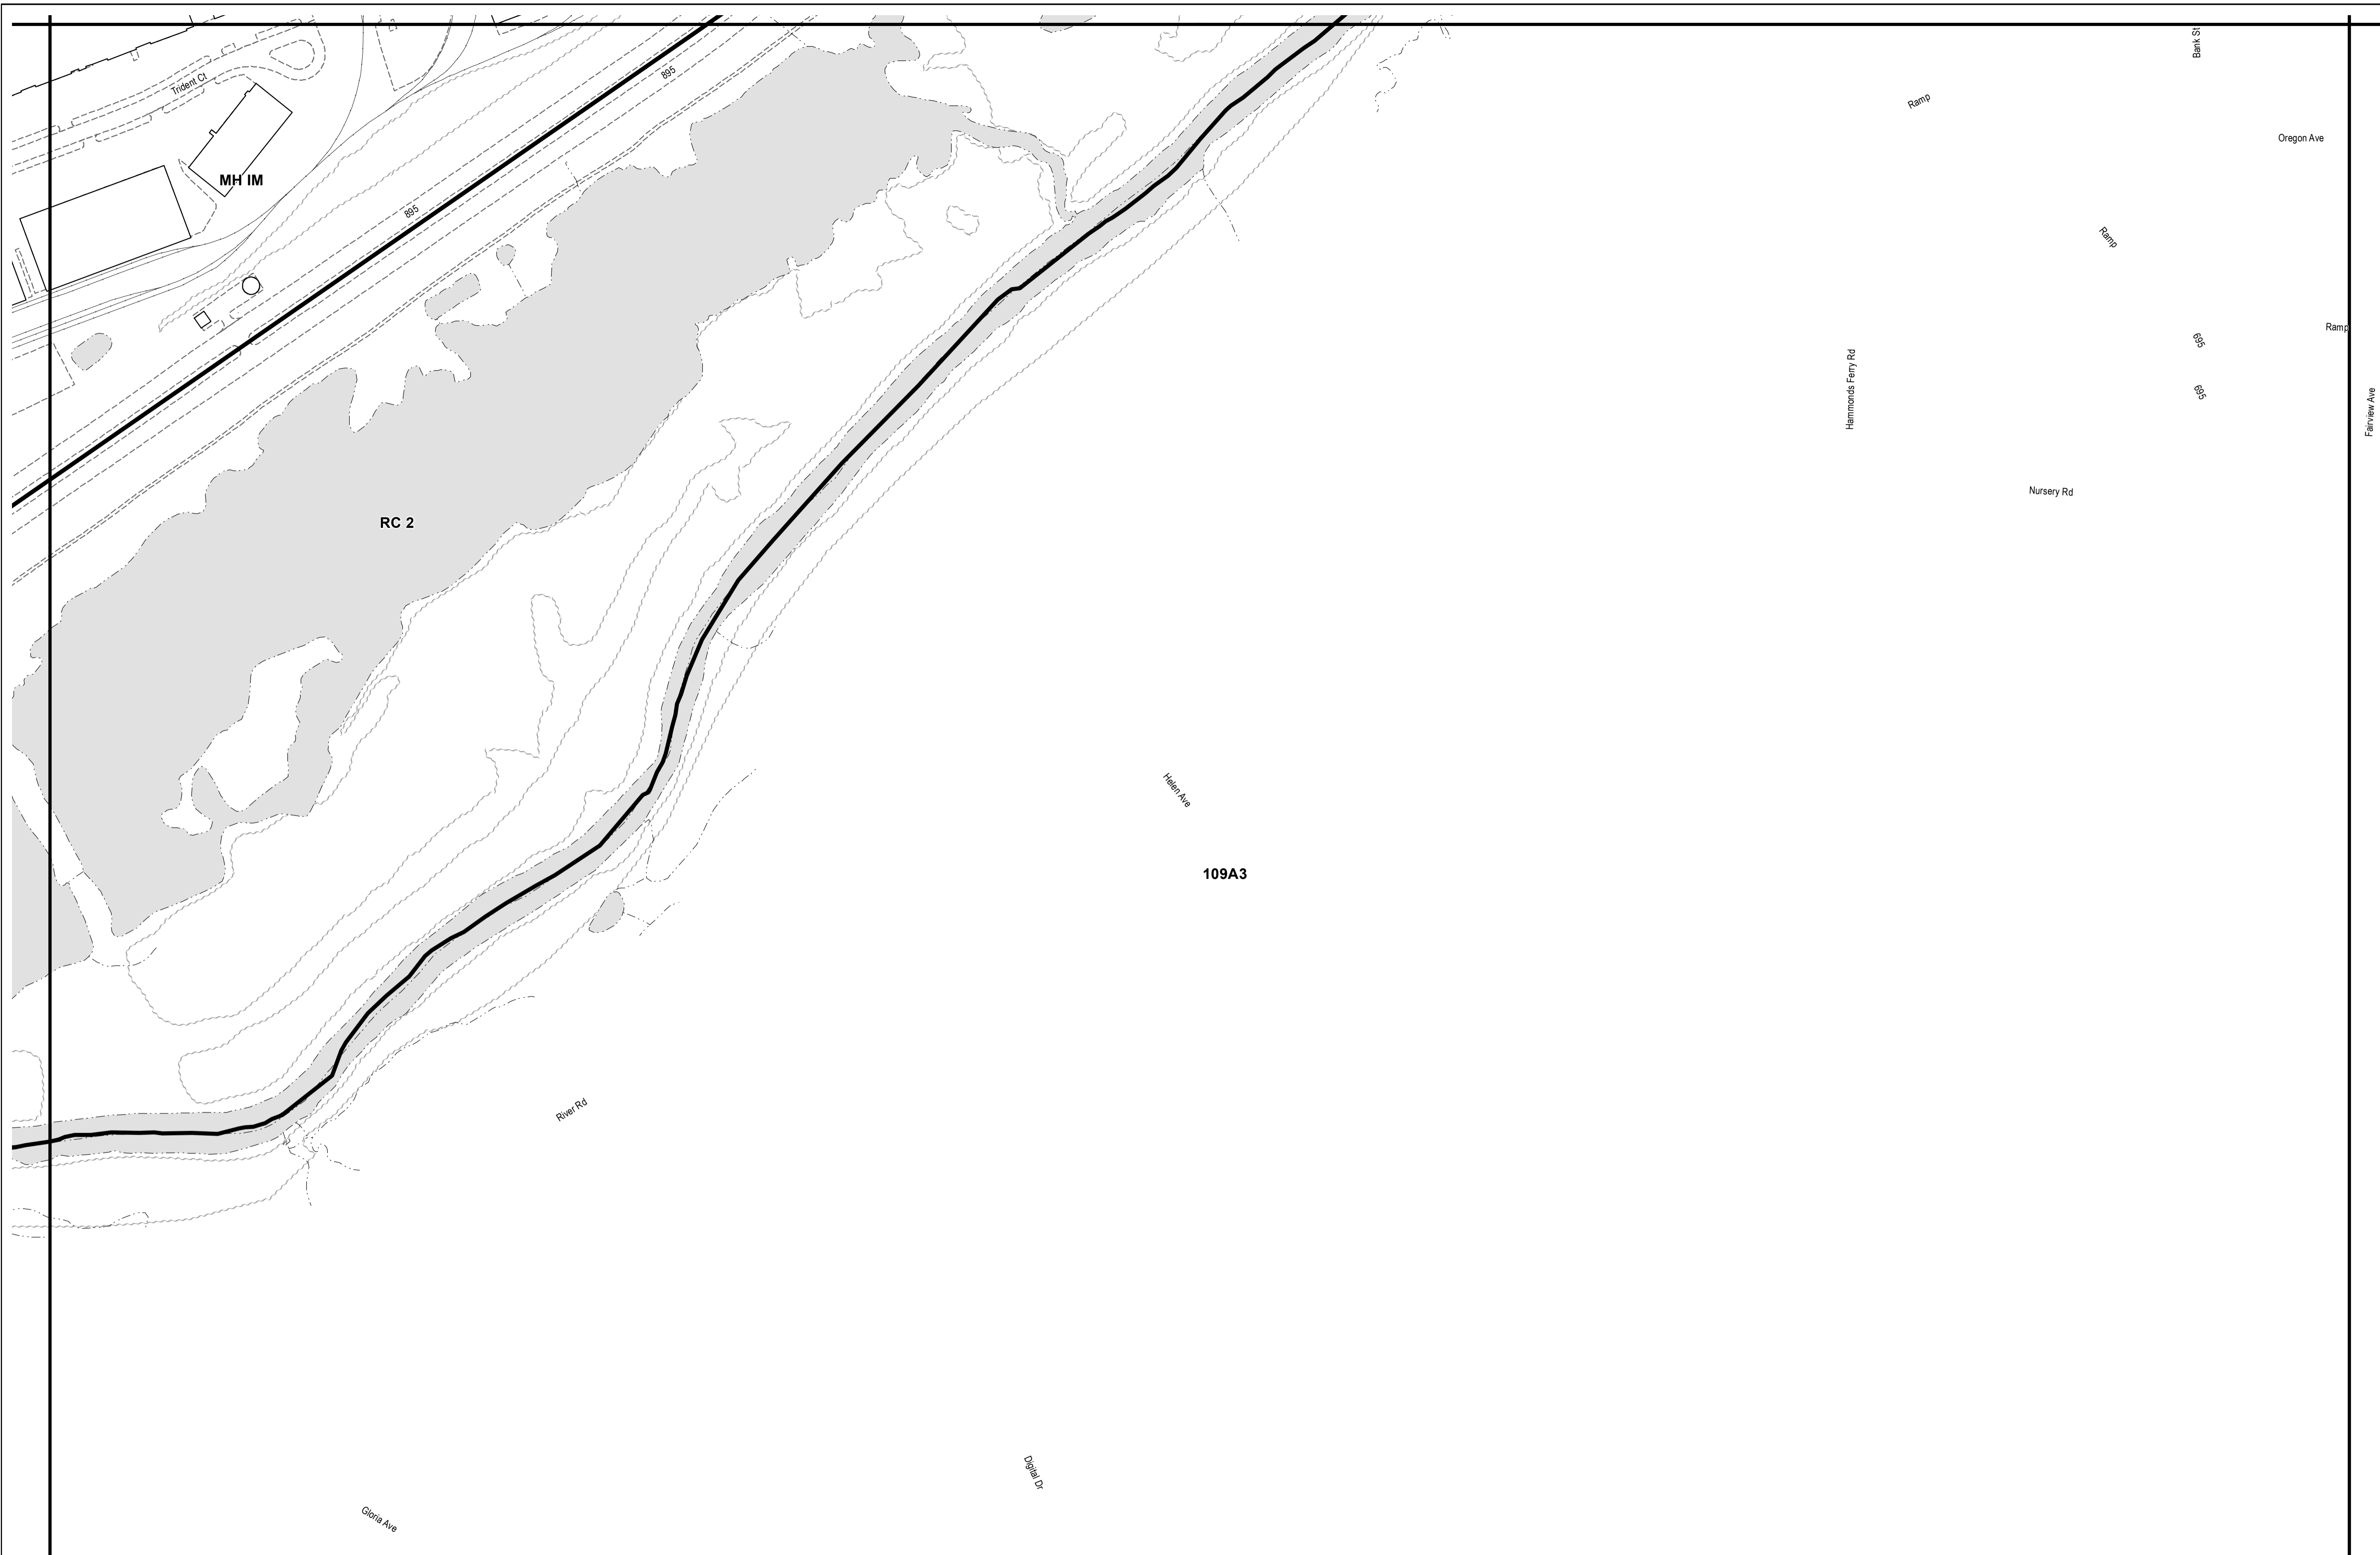 Bank St
Trident Ct
895
Ramp
Oregon Ave
MH IM
895
Ramp
Ramp
695
Hammonds Ferry Rd
695
Fairview Ave
Nursery Rd
RC 2
Helen Ave
109A3
River Rd
Digital Dr
Gloria Ave